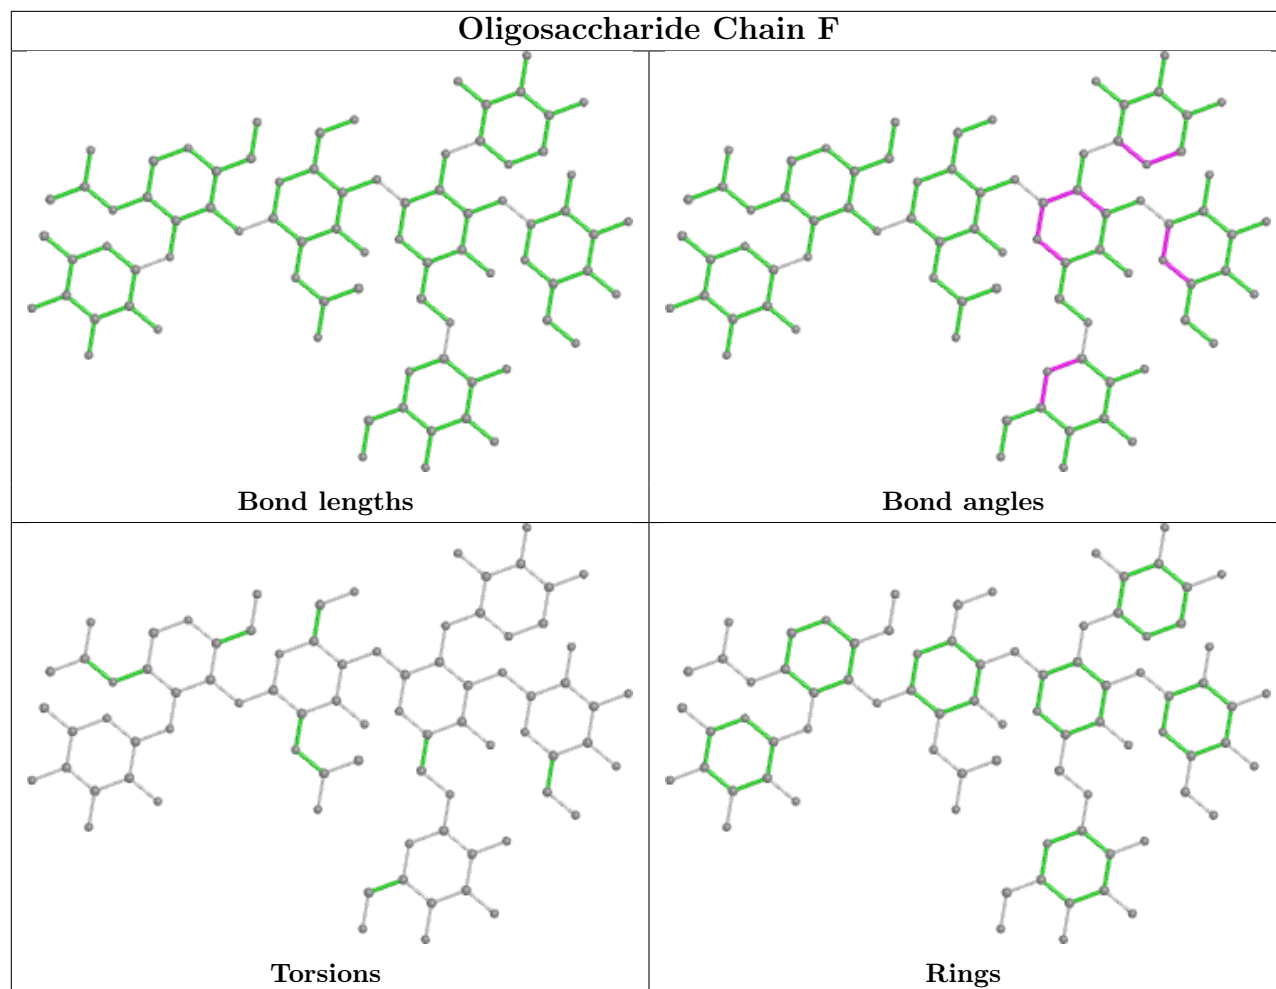 Oligosaccharide Chain F
Bond lengths
Bond angles
Torsions
Rings